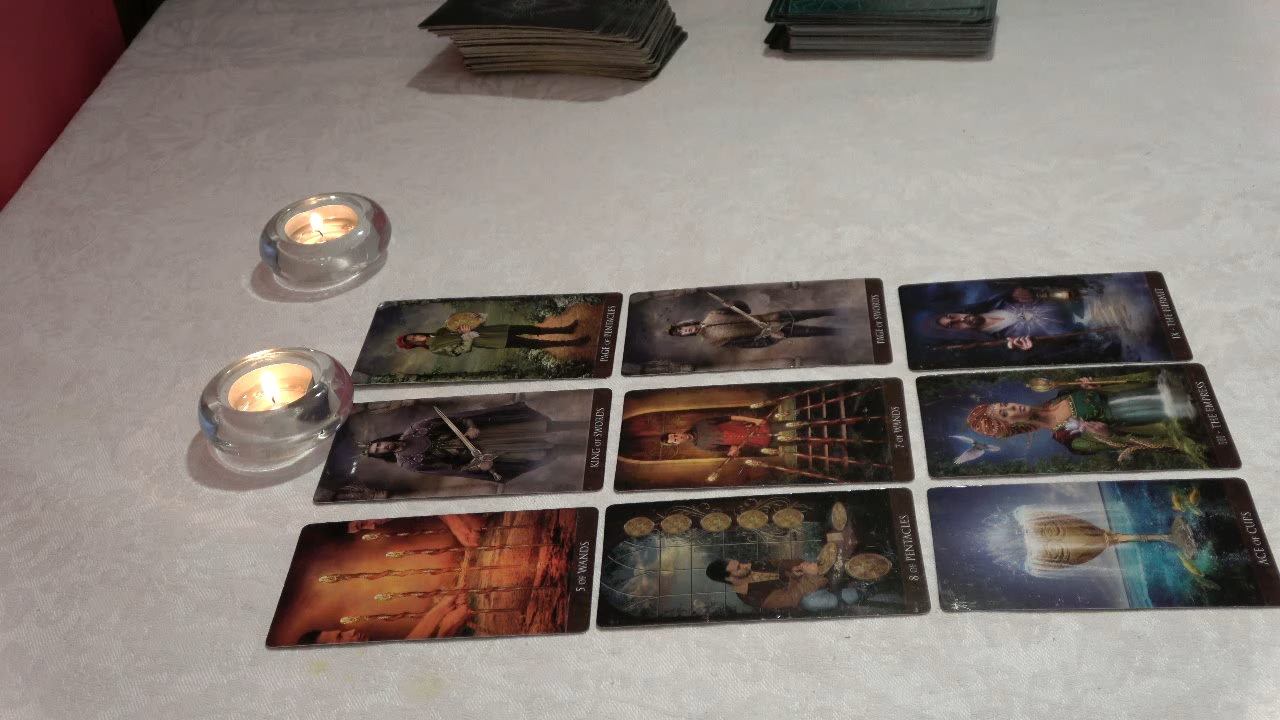 PAGE OF PENTACLES
PAGE OF SWORDS
IX - THE HERMIT
KING OF SWORDS
7 OF WANDS
III - THE EMPRESS
5 OF WANDS
8 OF PENTACLES
ACE OF CUPS